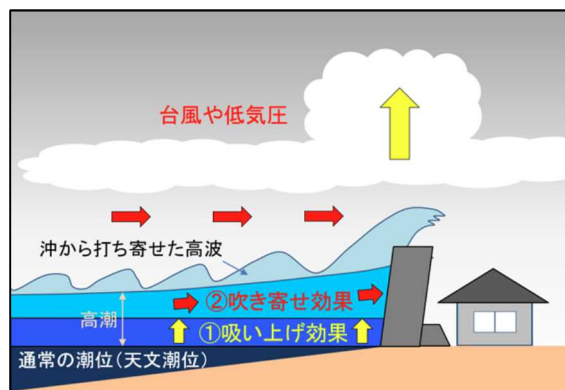 台風や低気圧
沖から打ち寄せた高波
②吹き寄せ効果
高潮
①吸い上げ効果
通常の潮位(天文潮位)